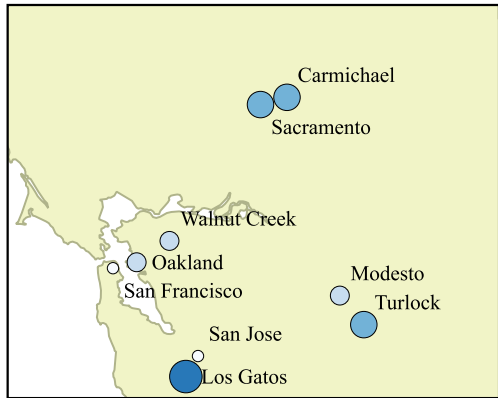 Carmichael
Sacramento
Walnut Creek
Oakland
San Francisco
Modesto
Turlock
San Jose
Los Gatos